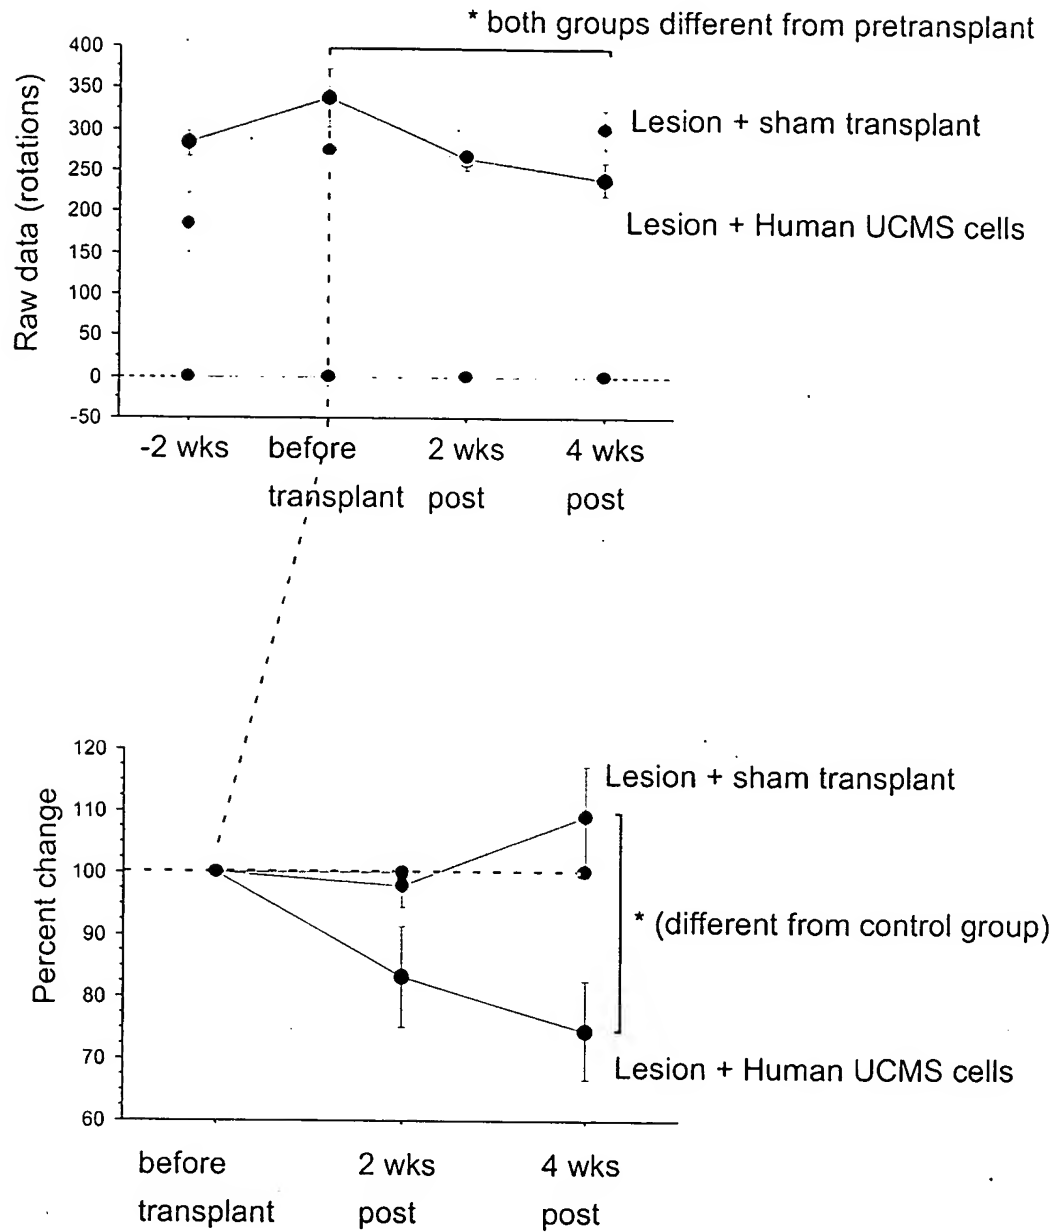 * both groups different from pretransplant
Raw data (rotations)
400
350
300
250
200
250
300
150
100
50
0
-50
Lesion + sham transplant
Lesion + Human UCMS cells
-2 wks
before
transplant
2 wks
post
4 wks
post
Percent change
120
110
100
90
80
70
60
Lesion + sham transplant
* (different from control group)
Lesion + Human UCMS cells
before
transplant
2 wks
post
4 wks
post